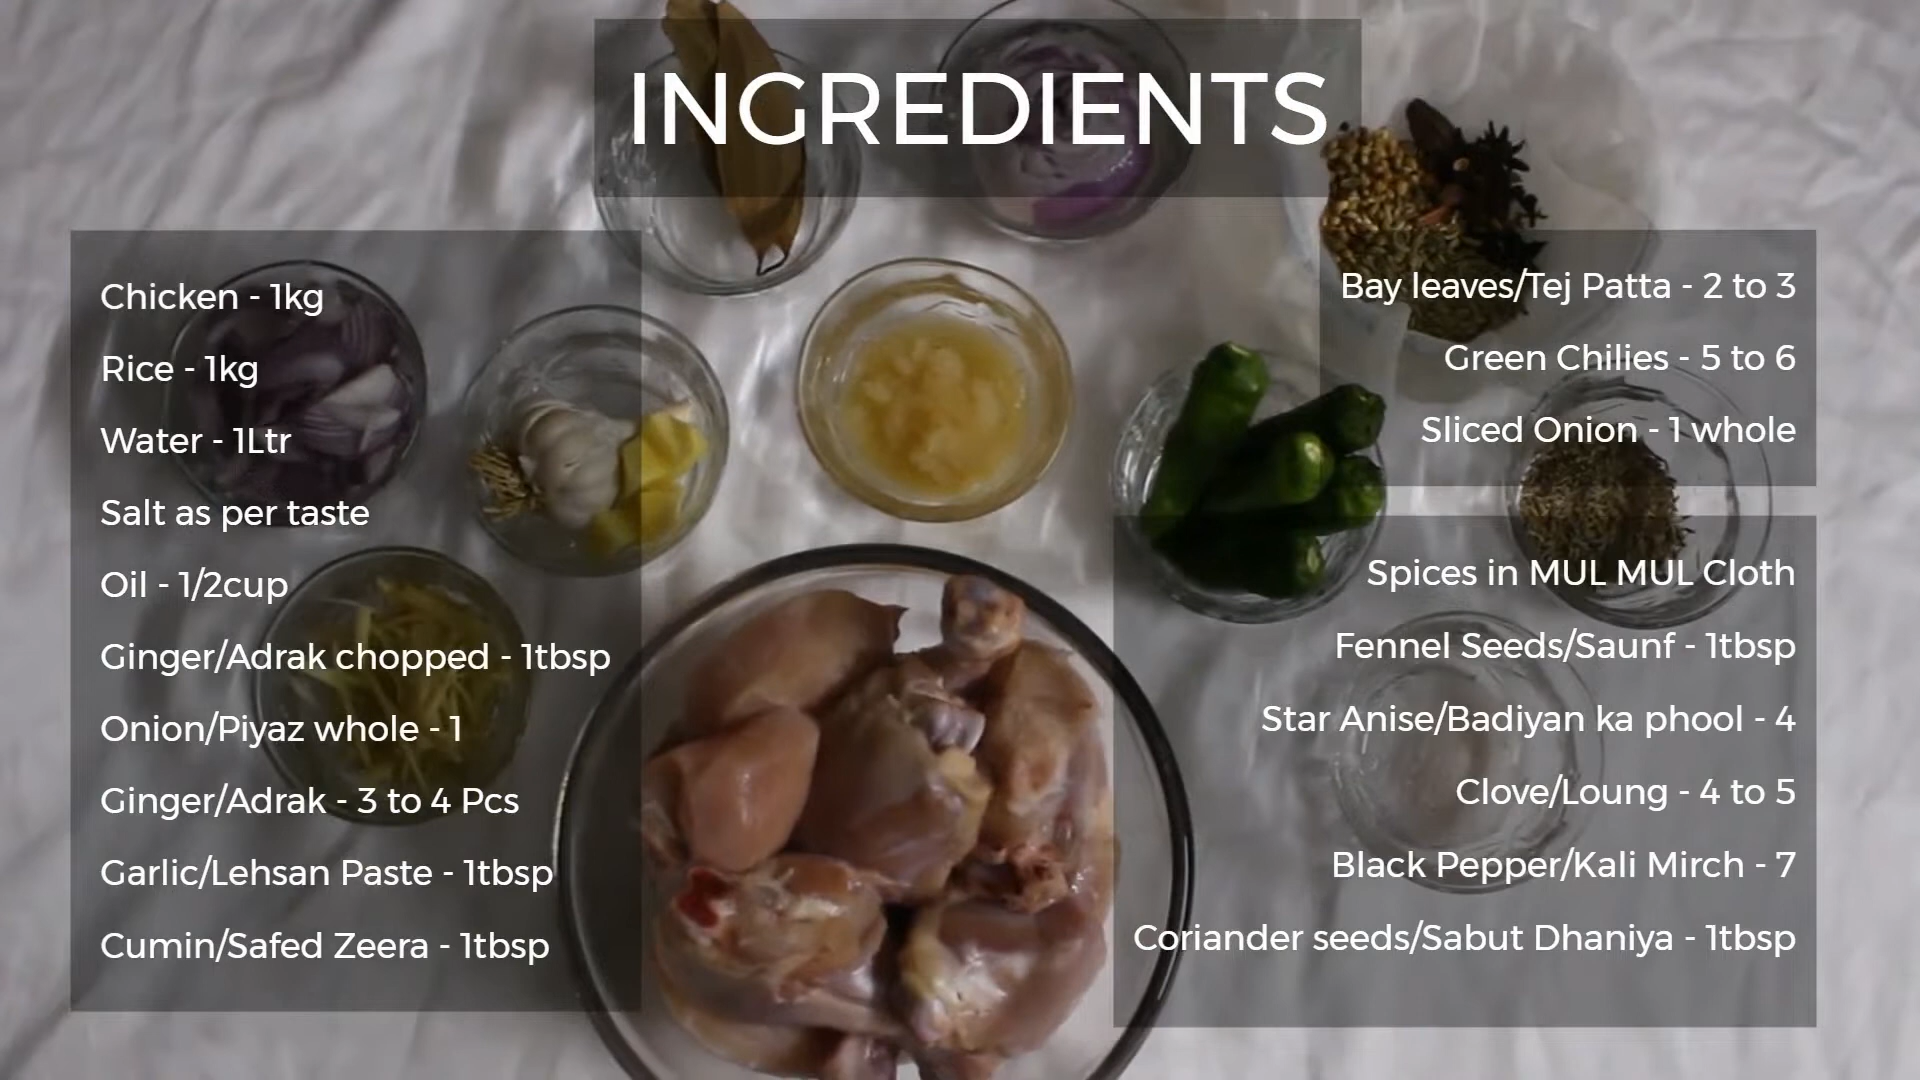 INGREDIENTS
Chicken - 1kg
Rice - 1kg
Water - 1Ltr
Salt as per taste
Oil - 1/2cup
Ginger/Adrak chopped - 1tbsp
Onion/Piyaz whole - 1
Ginger/Adrak - 3 to 4 Pcs
Garlic/Lehsan Paste - 1tbsp
Cumin/Safed Zeera - 1tbsp
Bay leaves/Tej Patta - 2 to 3
Green Chilies - 5 to 6
Sliced Onion - 1 whole
Spices in MUL MUL Cloth
Fennel Seeds/Saunf - 1tbsp
Star Anise/Badiyan ka phool - 4
Clove/Loung - 4 to 5
Black Pepper/Kali Mirch - 7
Coriander seeds/Sabut Dhaniya - 1tbsp